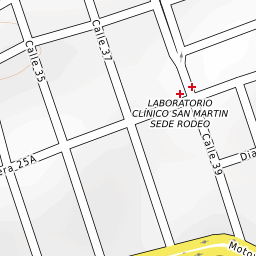 Calle 35
Calle 37
LABORATORIO
CLÍNICO SAN MARTIN
SEDE RODEO
Calle 39
era 25A
Dia
Moto